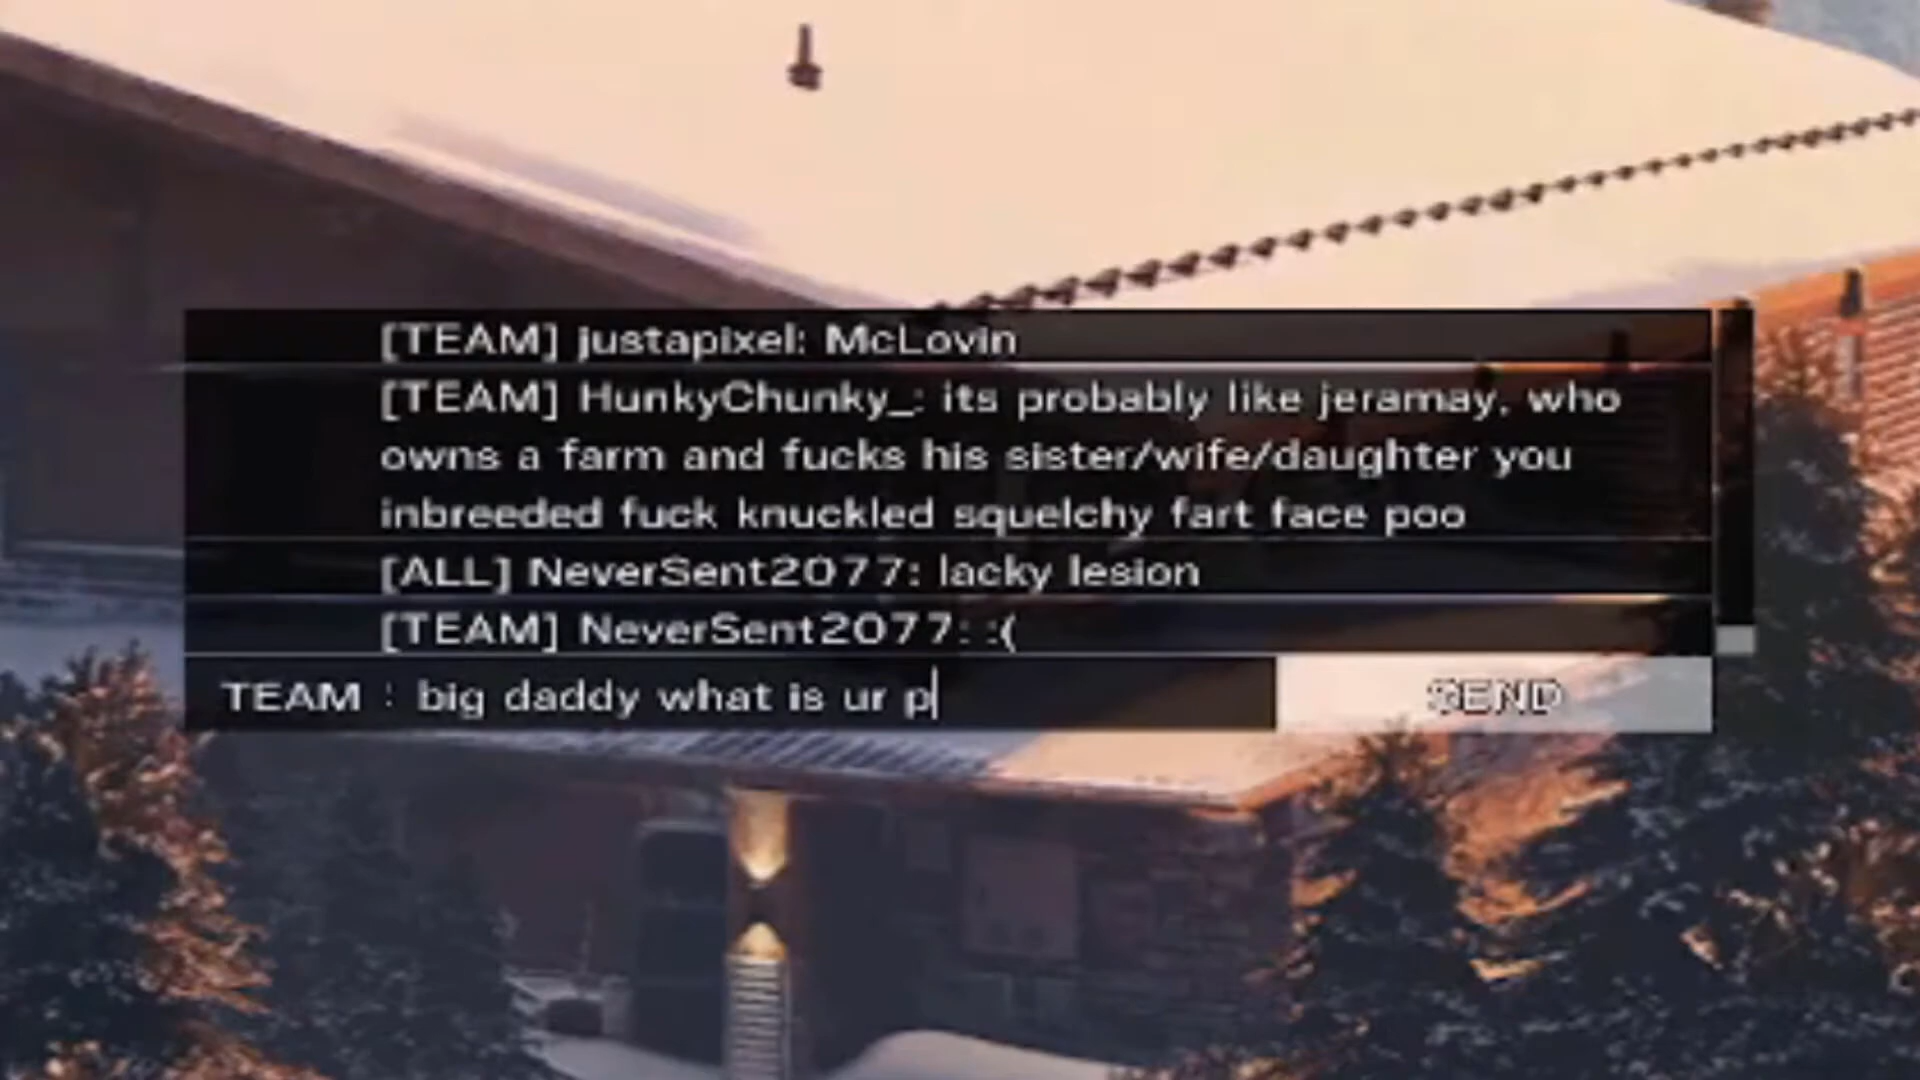 [TEAM] justapixel: McLovin
[TEAM] HunkyChunky_: its probably like jeramay, who
owns a farm and fucks his sister/wife/daughter you
inbreeded fuck knuckled squelchy fart face poo
[ALL] NeverSent2077: lacky lesion
[TEAM] NeverSent2077: :(
TEAM : big daddy what is ur p
SEND